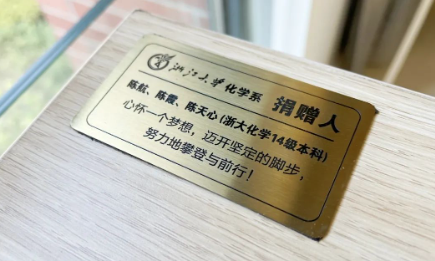 浙江大学化学系 捐赠人
陈航、陈霞、陈天心(浙大化学14级本科)
心怀一个梦想,迈开坚定的脚步,
努力地攀登与前行!